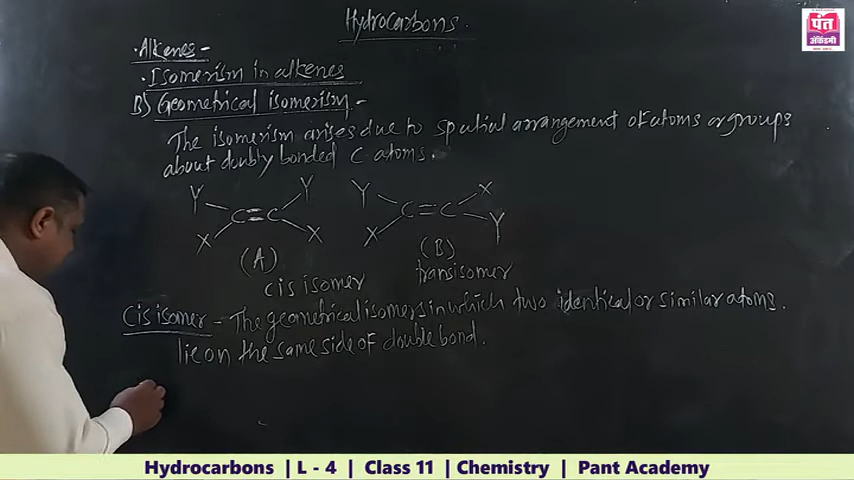 Hydrocarbons.
पंत
अॅकॅडमी
• Alkenes -
• Isomerism in alkenes
B) Geometrical isomerism -
The isomerism arises due to spatial arrangement of atoms or groups
about doubly bonded C atoms.
Y Y Y X
C = C C = C
X X X Y
(A) (B)
cis isomer transisomer
Cis isomer - The geometrical isomers in which two identical or similar atoms.
lie on the same side of double bond.
Hydrocarbons | L - 4 | Class 11 | Chemistry | Pant Academy